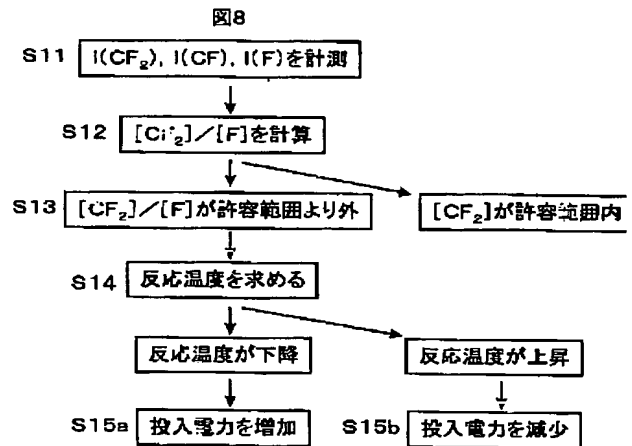 図8
S11 I(CF₂), I(CF), I(F)を計測
S12 [CF₂]/[F]を計算
S13 [CF₂]/[F]が許容範囲より外
[CF₂]が許容範囲内
S14 反応温度を求める
反応温度が下降
反応温度が上昇
S15a 投入電力を増加
S15b 投入電力を減少